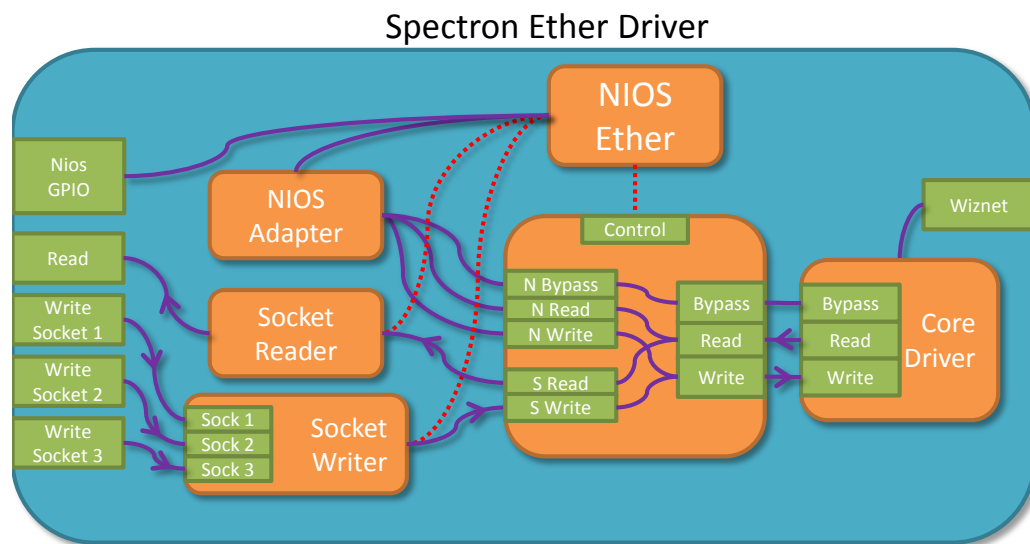 Spectron Ether Driver
NIOS
Ether
Nios
GPIO
NIOS
Adapter
Wiznet
Control
Read
N Bypass
N Read
N Write
Bypass
Read
Write
Bypass
Read
Write
Core
Driver
Write
Socket 1
Socket
Reader
Write
Socket 2
S Read
S Write
Write
Socket 3
Sock 1
Sock 2
Sock 3
Socket
Writer